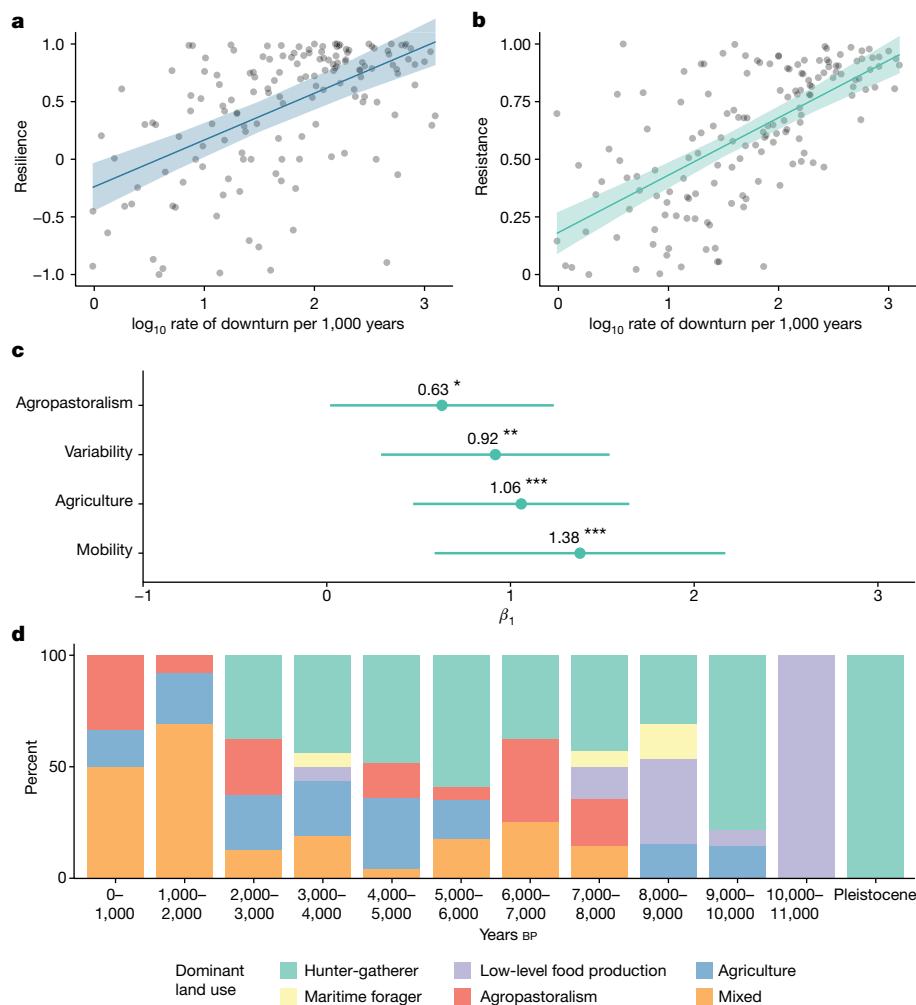 a
1.0
0.5
0
−0.5
−1.0
Resilience
0 1 2 3
log10 rate of downturn per 1,000 years
b
1.00
0.75
0.50
0.25
0
Resistance
0 1 2 3
log10 rate of downturn per 1,000 years
c
Agropastoralism
0.63 *
Variability
0.92 **
Agriculture
1.06 ***
Mobility
1.38 ***
−1 0 1 2 3
β1
d
100
50
0
Percent
0–
1,000
1,000–
2,000
2,000–
3,000
3,000–
4,000
4,000–
5,000
5,000–
6,000
6,000–
7,000
7,000–
8,000
8,000–
9,000
9,000–
10,000
10,000–
11,000
Pleistocene
Years BP
Dominant
land use
Hunter-gatherer
Maritime forager
Low-level food production
Agropastoralism
Agriculture
Mixed